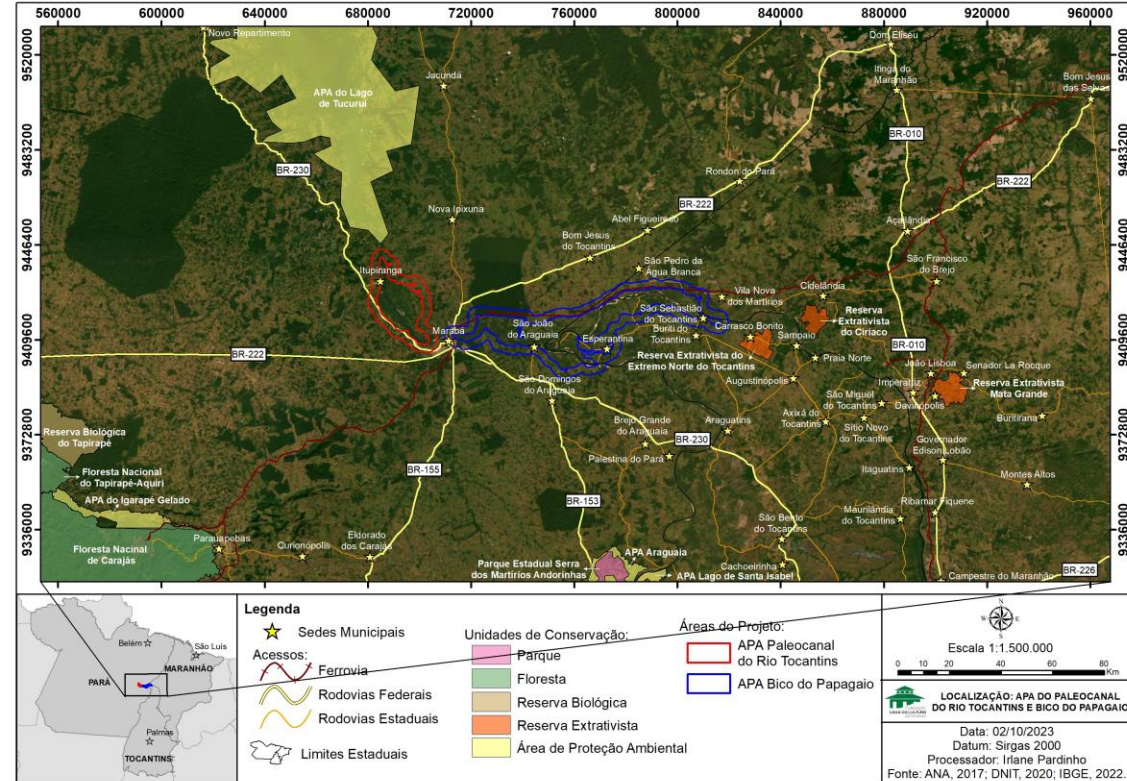 560000 600000 640000 680000 720000 760000 800000 840000 880000 920000 960000
9520000
9483200
9446400
9409600
9372800
9336000
9520000
9483200
9446400
9409600
9372800
9336000
Novo Repartimento
Dom Eliseu
Jacundá
Itinga do
Maranhão
Bom Jesus
das Selvas
APA do Lago
de Tucuruí
BR-010
BR-230
BR-222
Rondon do Pará
BR-222
Nova Ipixuna
Abel Figueiredo
Açailândia
Bom Jesus
do Tocantins
São Pedro da
Água Branca
São Francisco
do Brejo
Itupiranga
Vila Nova
dos Martírios
Cidelândia
Reserva
Extrativista
do Ciriaco
São Sebastião
do Tocantins
Marabá
São João
do Araguaia
Esperantina
Buriti do
Tocantins
Carrasco Bonito
Sampaio
BR-010
BR-222
Reserva Extrativista do
Extremo Norte do Tocantins
Praia Norte
João Lisboa
Senador La Rocque
Augustinópolis
Imperatriz
Reserva Extrativista
Mata Grande
São Domingos
do Araguaia
São Miguel
do Tocantins
Davinópolis
Brejo Grande
do Araguaia
Araguatins
Axixá do
Tocantins
Sítio Novo
do Tocantins
Buritirana
Reserva Biológica
do Tapirapé
BR-230
Governador
Edison Lobão
Palestina do Pará
Floresta Nacional
do Tapirapé-Aquiri
BR-155
Itaguatins
Montes Altos
APA do Igarapé Gelado
BR-153
Maurilândia
do Tocantins
Ribamar Fiquene
Parauapebas
Curionópolis
Eldorado
dos Carajás
São Bento
do Tocantins
Floresta Nacinal
de Carajás
APA Araguaia
Parque Estadual Serra
dos Martírios Andorinhas
APA Lago de Santa Isabel
Cachoeirinha
BR-226
Campestre do Maranhão
Belém
São Luís
PARÁ
MARANHÃO
Palmas
TOCANTINS
Legenda
Sedes Municipais
Acessos:
Ferrovia
Rodovias Federais
Rodovias Estaduais
Limites Estaduais
Unidades de Conservação:
Parque
Floresta
Reserva Biológica
Reserva Extrativista
Área de Proteção Ambiental
Áreas do Projeto:
APA Paleocanal
do Rio Tocantins
APA Bico do Papagaio
N
W E
S
Escala 1:1.500.000
0 10 20 40 60 80
Km
CASA DA CULTURA
LOCALIZAÇÃO: APA DO PALEOCANAL
DO RIO TOCANTINS E BICO DO PAPAGAIO
Data: 02/10/2023
Datum: Sirgas 2000
Processador: Irlane Pardinho
Fonte: ANA, 2017; DNIT, 2020; IBGE, 2022.